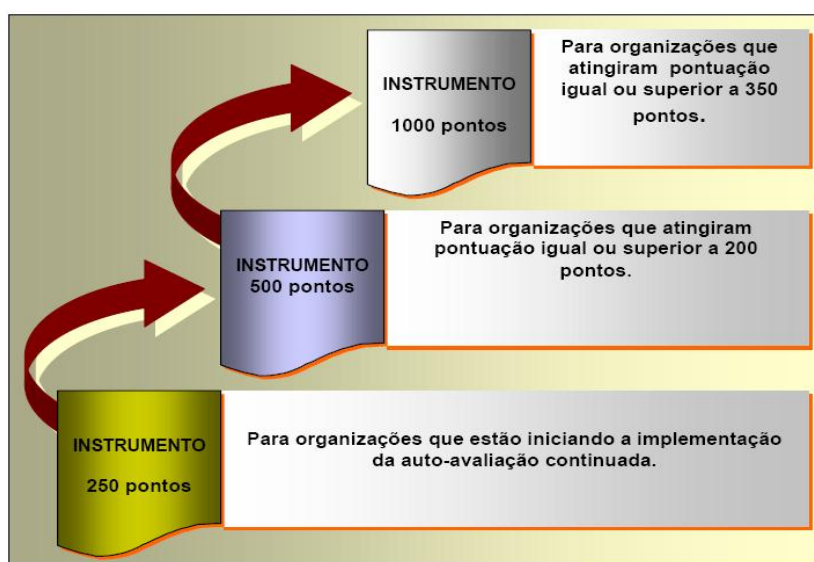 INSTRUMENTO
1000 pontos
Para organizações que
atingiram pontuação
igual ou superior a 350
pontos.
INSTRUMENTO
500 pontos
Para organizações que atingiram
pontuação igual ou superior a 200
pontos.
INSTRUMENTO
250 pontos
Para organizações que estão iniciando a implementação
da auto-avaliação continuada.